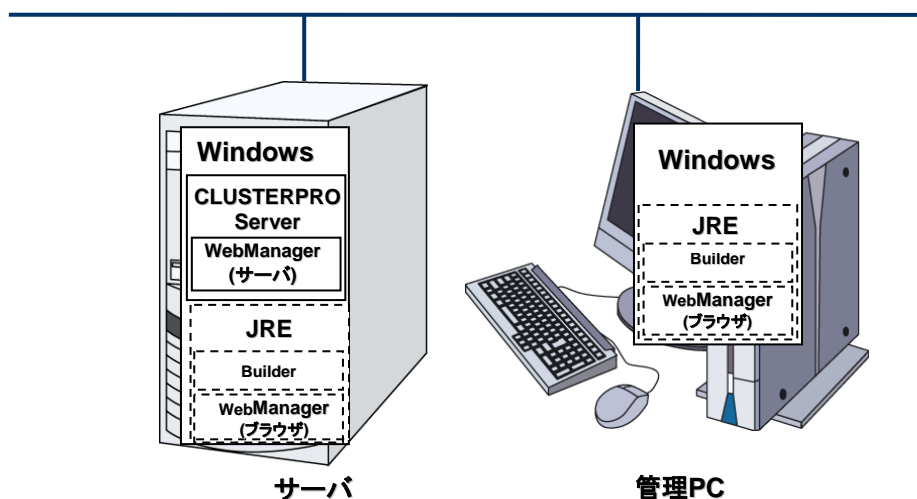 Windows
CLUSTERPRO
Server
WebManager
(サーバ)
JRE
Builder
WebManager
(ブラウザ)
サーバ
Windows
JRE
Builder
WebManager
(ブラウザ)
管理PC